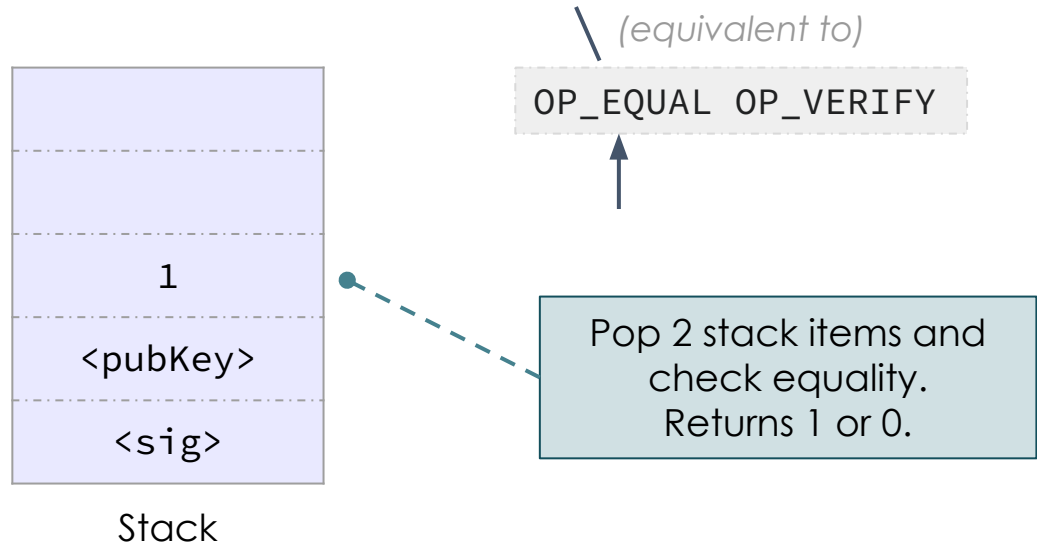 (equivalent to)
OP_EQUAL OP_VERIFY
1
<pubKey>
<sig>
Stack
Pop 2 stack items and
check equality.
Returns 1 or 0.